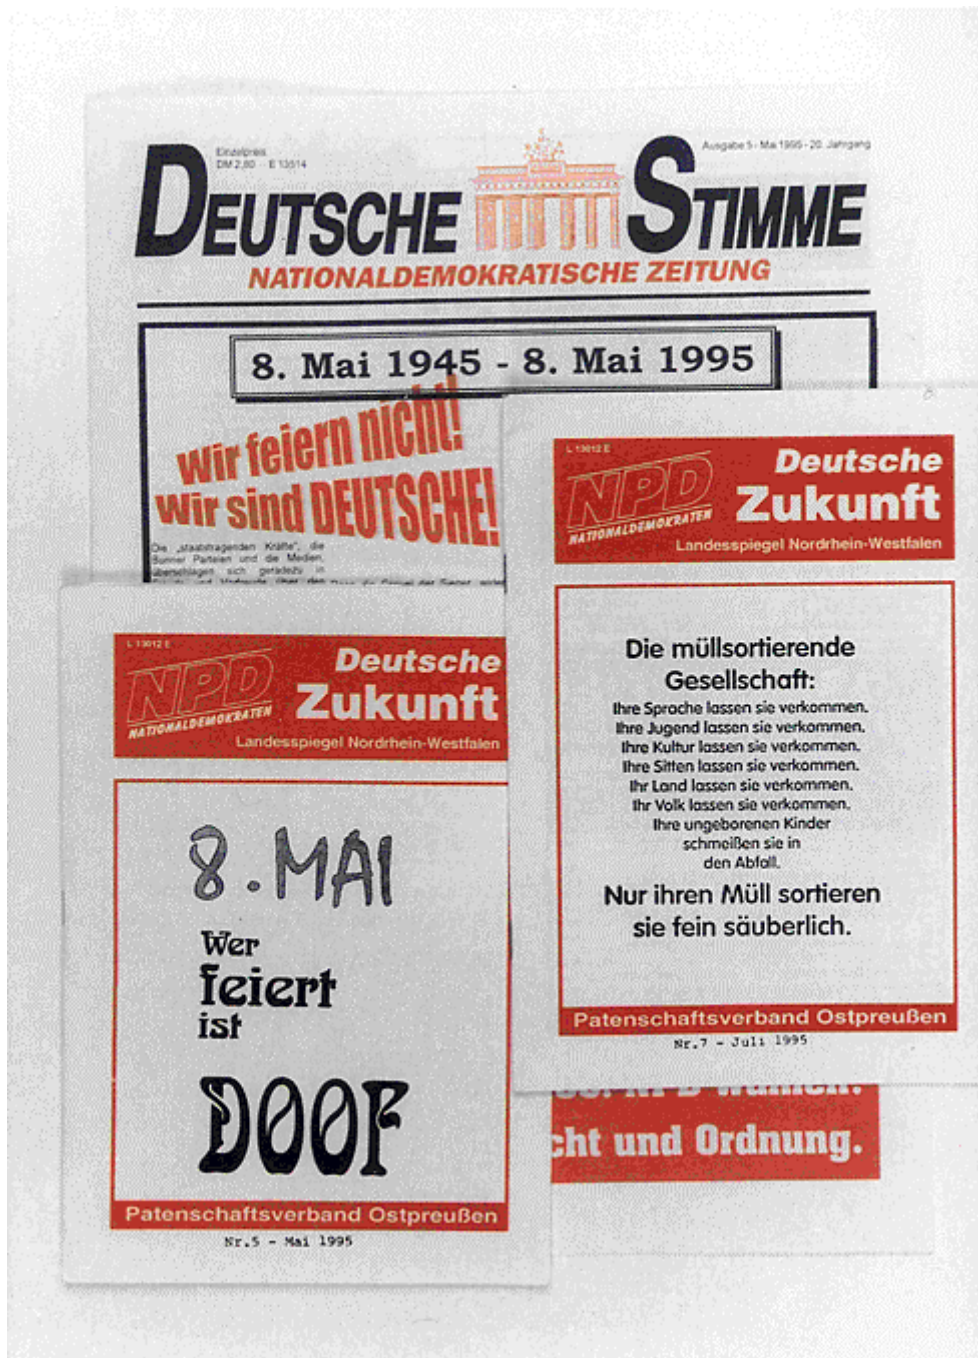 Einzelpreis
DM 2,80 E 13514
Ausgabe 5 - Mai 1995 - 20. Jahrgang
DEUTSCHE STIMME
NATIONALDEMOKRATISCHE ZEITUNG
8. Mai 1945 - 8. Mai 1995
Wir feiern nicht!
Wir sind DEUTSCHE!
Die „staatstragenden Kräfte“, die
Bonner Parteien und die Medien,
überschlagen sich geradezu in
L 13012 E
NPD
NATIONALDEMOKRATEN
Deutsche
Zukunft
Landesspiegel Nordrhein-Westfalen
Die müllsortierende
Gesellschaft:
Ihre Sprache lassen sie verkommen.
Ihre Jugend lassen sie verkommen.
Ihre Kultur lassen sie verkommen.
Ihre Sitten lassen sie verkommen.
Ihr Land lassen sie verkommen.
Ihr Volk lassen sie verkommen.
Ihre ungeborenen Kinder
schmeißen sie in
den Abfall.
Nur ihren Müll sortieren
sie fein säuberlich.
Patenschaftsverband Ostpreußen
Nr.7 - Juli 1995
L 13012 E
NPD
NATIONALDEMOKRATEN
Deutsche
Zukunft
Landesspiegel Nordrhein-Westfalen
8. MAI
Wer
feiert
ist
DOOF
Patenschaftsverband Ostpreußen
Nr.5 - Mai 1995
cht und Ordnung.